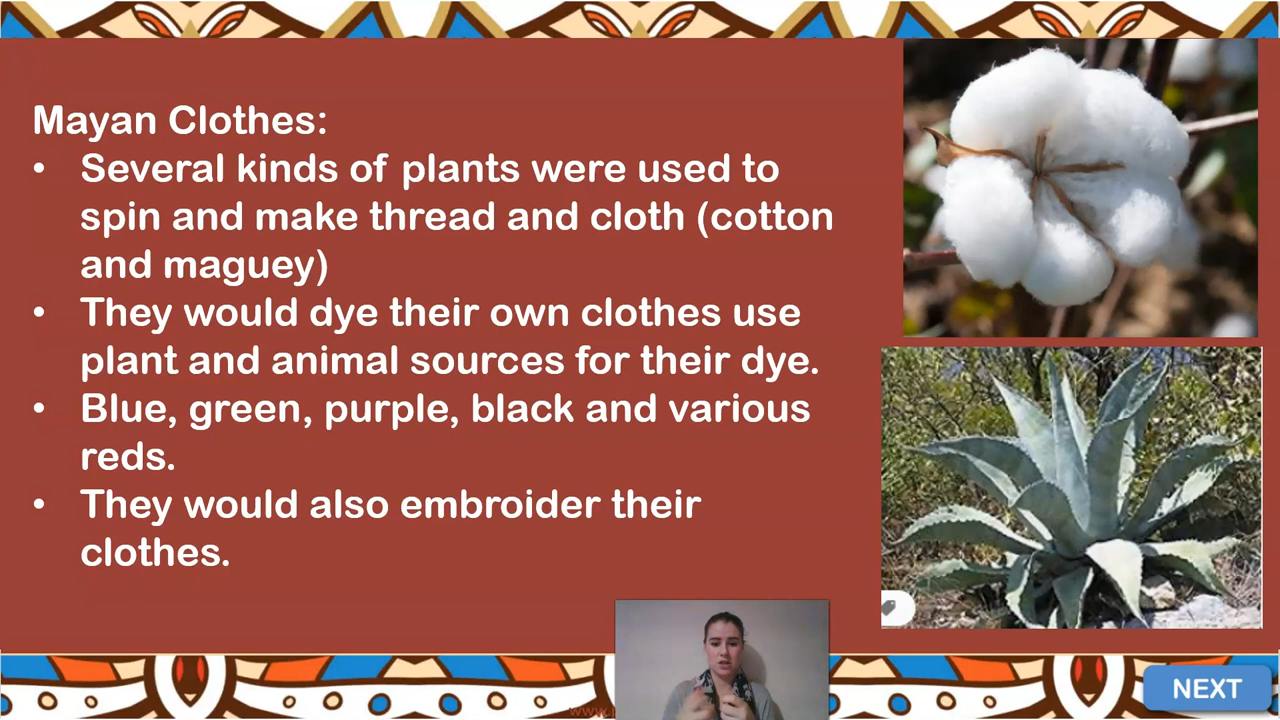 Mayan Clothes:
• Several kinds of plants were used to
spin and make thread and cloth (cotton
and maguey)
• They would dye their own clothes use
plant and animal sources for their dye.
• Blue, green, purple, black and various
reds.
• They would also embroider their
clothes.
NEXT